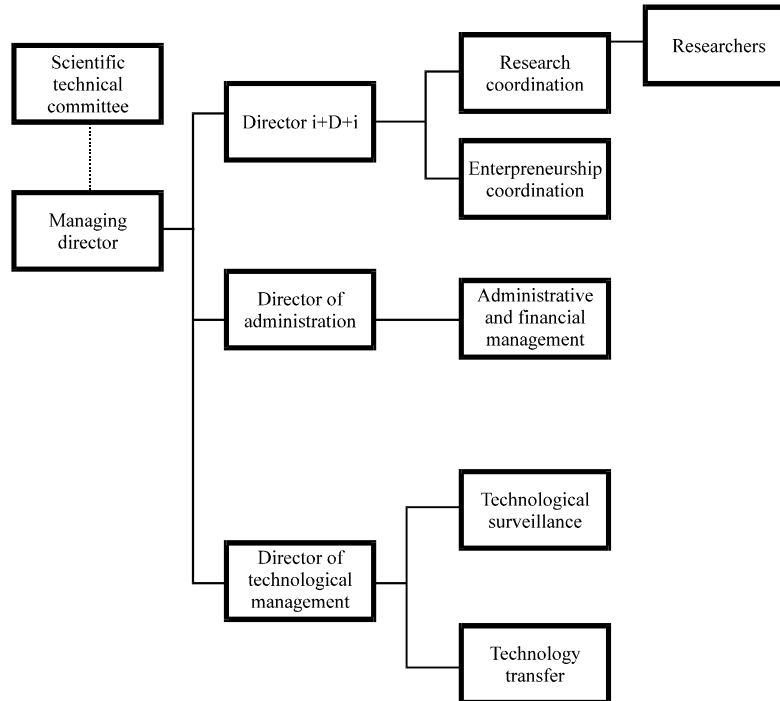 Scientific
technical
committee
Managing
director
Director i+D+i
Research
coordination
Researchers
Enterpreneurship
coordination
Director of
administration
Administrative
and financial
management
Director of
technological
management
Technological
surveillance
Technology
transfer